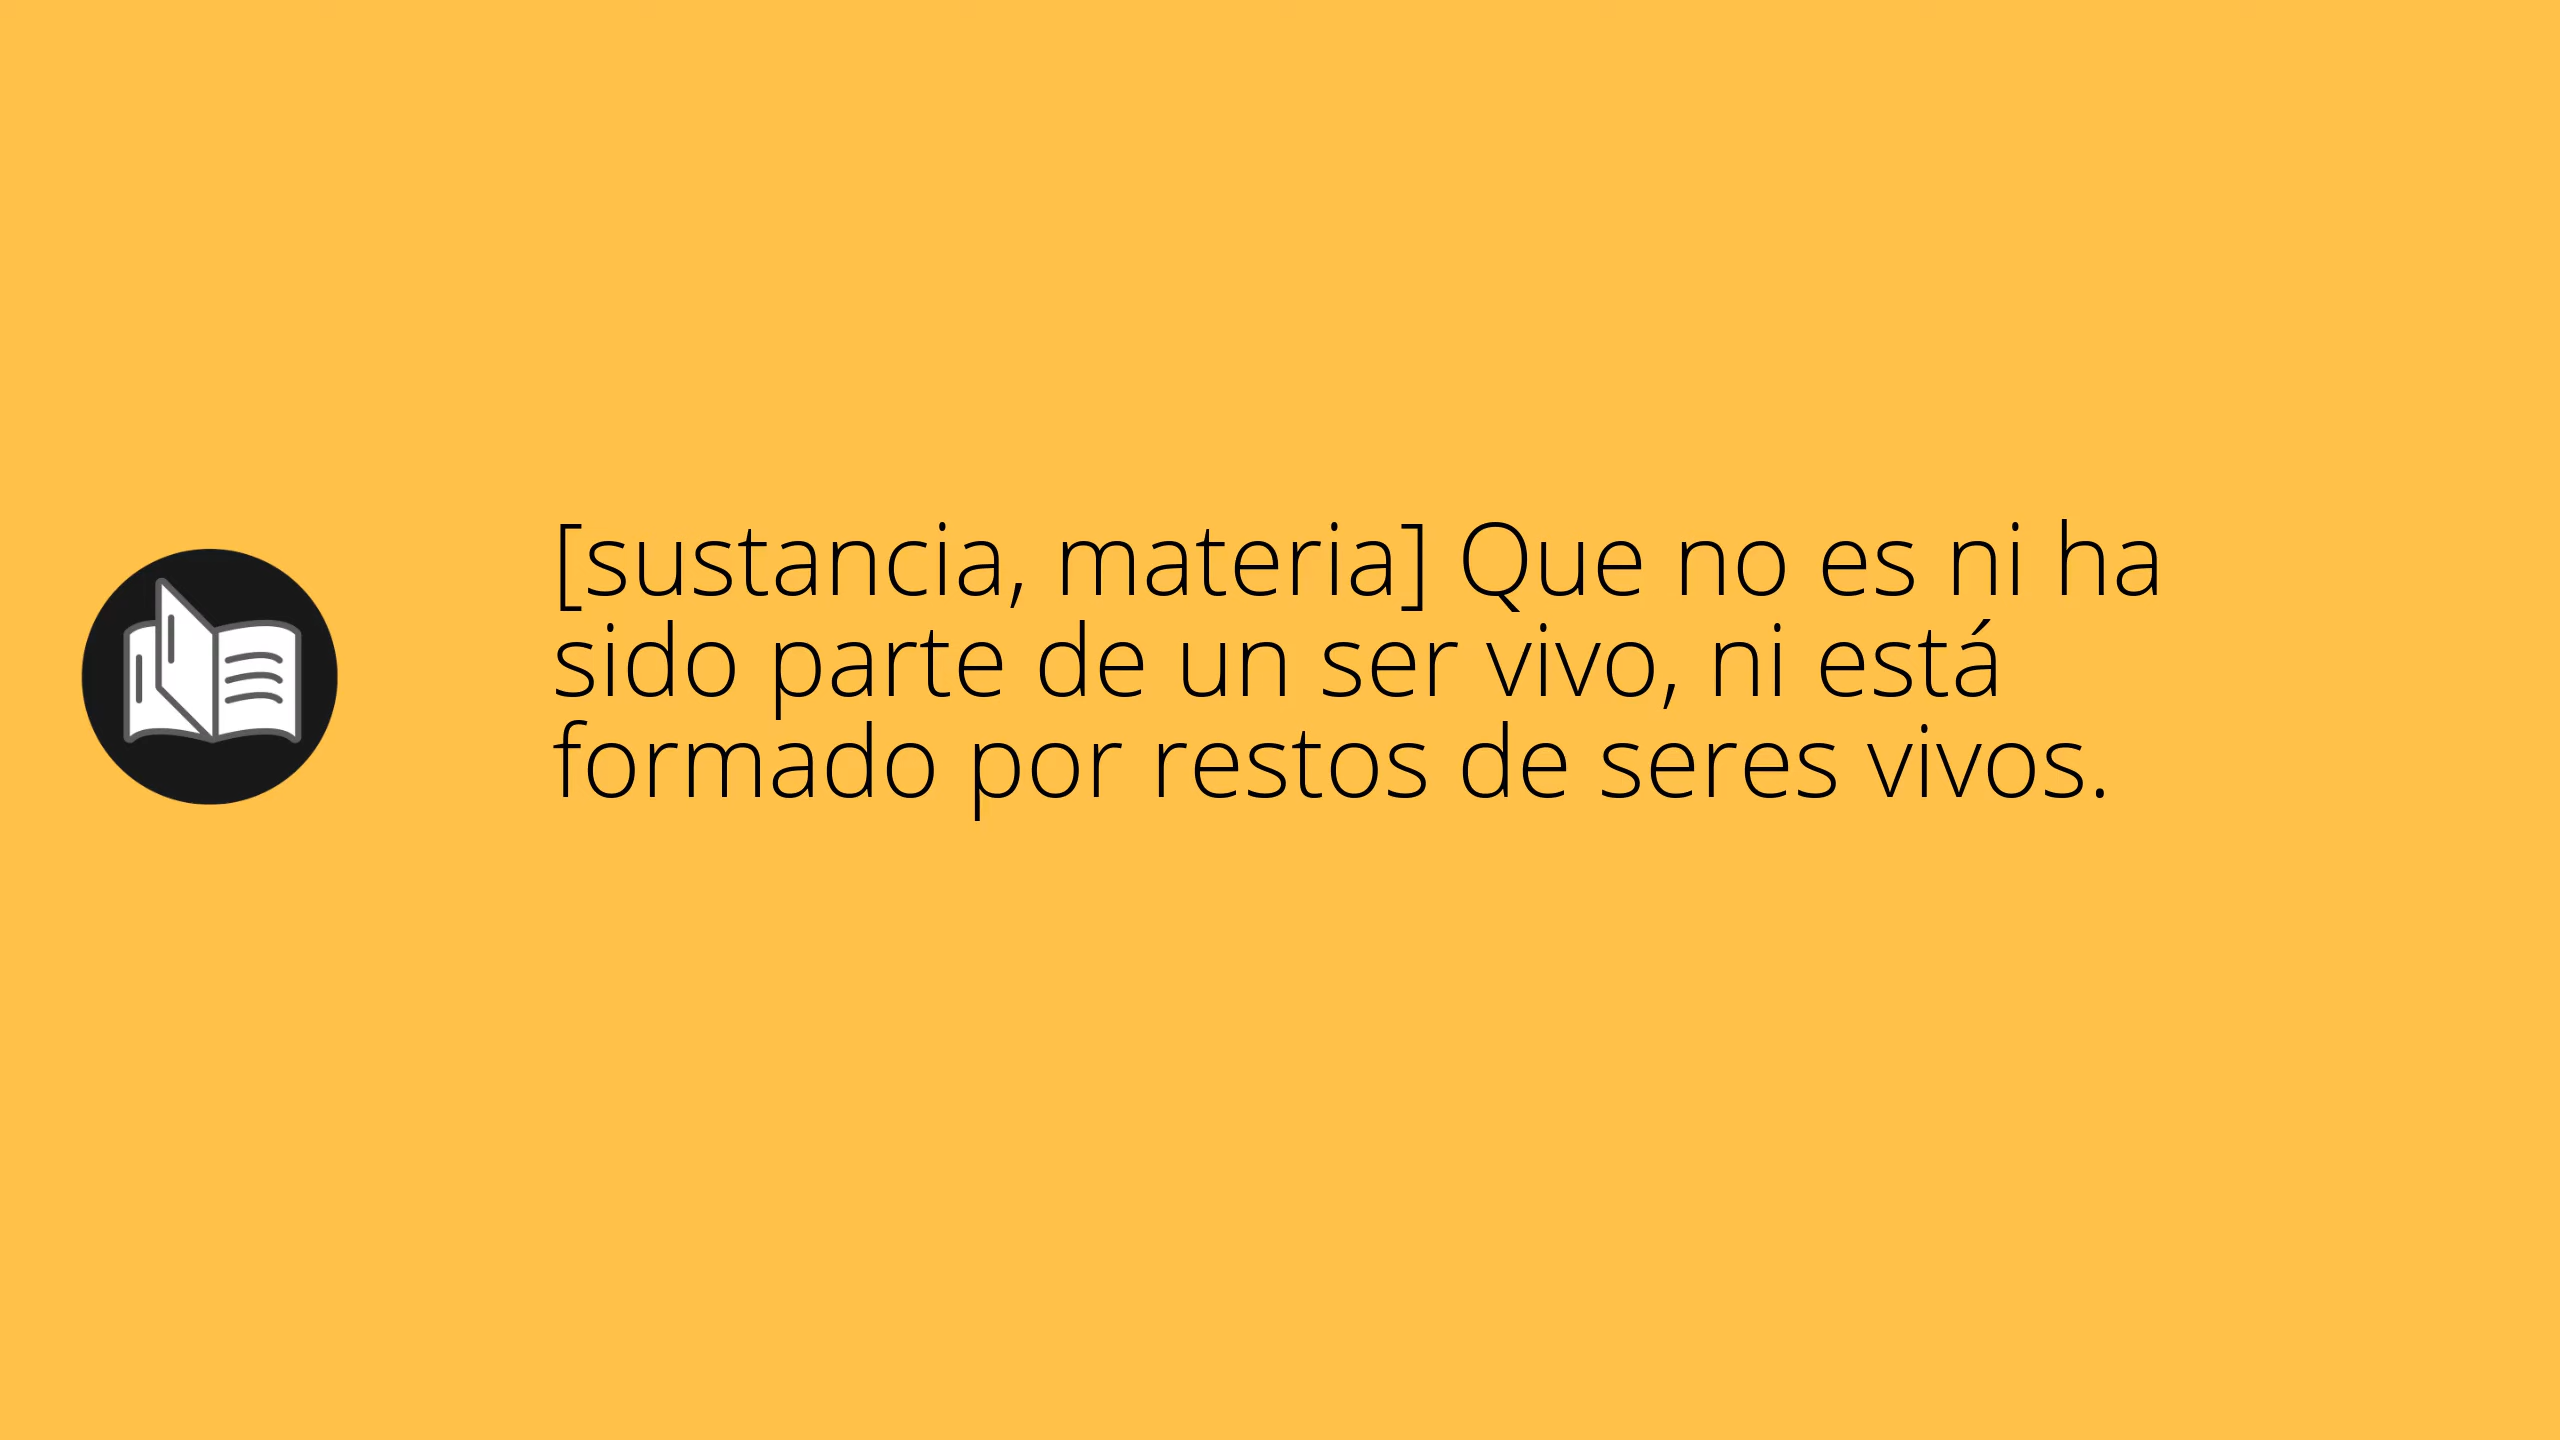 [sustancia, materia] Que no es ni ha
sido parte de un ser vivo, ni está
formado por restos de seres vivos.